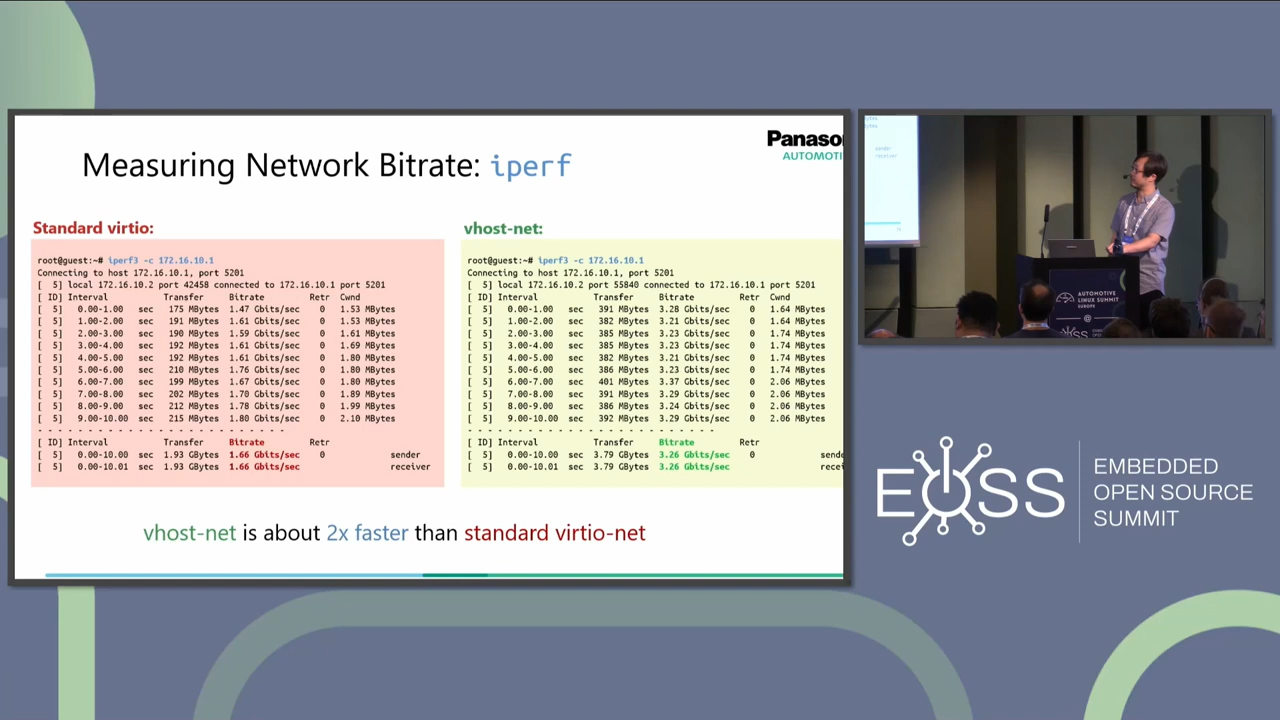 Panaso
AUTOMOTI
Measuring Network Bitrate: iperf
Standard virtio:
root@guest:~# iperf3 -c 172.16.10.1
Connecting to host 172.16.10.1, port 5201
[ 5] local 172.16.10.2 port 42458 connected to 172.16.10.1 port 5201
[ ID] Interval Transfer Bitrate Retr Cwnd
[ 5] 0.00-1.00 sec 175 MBytes 1.47 Gbits/sec 0 1.53 MBytes
[ 5] 1.00-2.00 sec 191 MBytes 1.61 Gbits/sec 0 1.53 MBytes
[ 5] 2.00-3.00 sec 190 MBytes 1.59 Gbits/sec 0 1.61 MBytes
[ 5] 3.00-4.00 sec 192 MBytes 1.61 Gbits/sec 0 1.69 MBytes
[ 5] 4.00-5.00 sec 192 MBytes 1.61 Gbits/sec 0 1.80 MBytes
[ 5] 5.00-6.00 sec 210 MBytes 1.76 Gbits/sec 0 1.80 MBytes
[ 5] 6.00-7.00 sec 199 MBytes 1.67 Gbits/sec 0 1.80 MBytes
[ 5] 7.00-8.00 sec 202 MBytes 1.70 Gbits/sec 0 1.89 MBytes
[ 5] 8.00-9.00 sec 212 MBytes 1.78 Gbits/sec 0 1.99 MBytes
[ 5] 9.00-10.00 sec 215 MBytes 1.80 Gbits/sec 0 2.10 MBytes
- - - - - - - - - - - - - - - - - - - - - - - - -
[ ID] Interval Transfer Bitrate Retr
[ 5] 0.00-10.00 sec 1.93 GBytes 1.66 Gbits/sec 0 sender
[ 5] 0.00-10.01 sec 1.93 GBytes 1.66 Gbits/sec receiver
vhost-net:
root@guest:~# iperf3 -c 172.16.10.1
Connecting to host 172.16.10.1, port 5201
[ 5] local 172.16.10.2 port 55840 connected to 172.16.10.1 port 5201
[ ID] Interval Transfer Bitrate Retr Cwnd
[ 5] 0.00-1.00 sec 391 MBytes 3.28 Gbits/sec 0 1.64 MBytes
[ 5] 1.00-2.00 sec 382 MBytes 3.21 Gbits/sec 0 1.64 MBytes
[ 5] 2.00-3.00 sec 385 MBytes 3.23 Gbits/sec 0 1.74 MBytes
[ 5] 3.00-4.00 sec 385 MBytes 3.23 Gbits/sec 0 1.74 MBytes
[ 5] 4.00-5.00 sec 382 MBytes 3.21 Gbits/sec 0 1.74 MBytes
[ 5] 5.00-6.00 sec 386 MBytes 3.23 Gbits/sec 0 1.74 MBytes
[ 5] 6.00-7.00 sec 401 MBytes 3.37 Gbits/sec 0 2.06 MBytes
[ 5] 7.00-8.00 sec 391 MBytes 3.29 Gbits/sec 0 2.06 MBytes
[ 5] 8.00-9.00 sec 386 MBytes 3.24 Gbits/sec 0 2.06 MBytes
[ 5] 9.00-10.00 sec 392 MBytes 3.29 Gbits/sec 0 2.06 MBytes
- - - - - - - - - - - - - - - - - - - - - - - - -
[ ID] Interval Transfer Bitrate Retr
[ 5] 0.00-10.00 sec 3.79 GBytes 3.26 Gbits/sec 0 sende
[ 5] 0.00-10.01 sec 3.79 GBytes 3.26 Gbits/sec recei
vhost-net is about 2x faster than standard virtio-net
sender
receiver
AUTOMOTIVE
LINUX SUMMIT
EUROPE
@
EOSS
EMBEDDED
OPEN SOURCE
SUMMIT